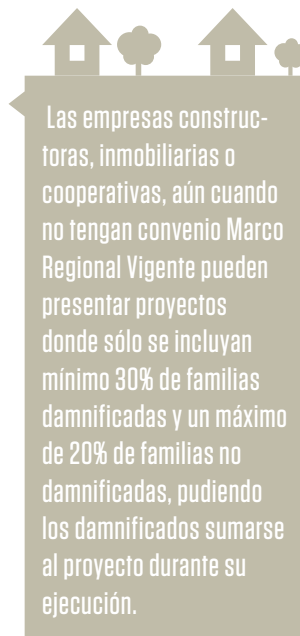 Las empresas construc-
toras, inmobiliarias o
cooperativas, aún cuando
no tengan convenio Marco
Regional Vigente pueden
presentar proyectos
donde sólo se incluyan
mínimo 30% de familias
damnificadas y un máximo
de 20% de familias no
damnificadas, pudiendo
los damnificados sumarse
al proyecto durante su
ejecución.